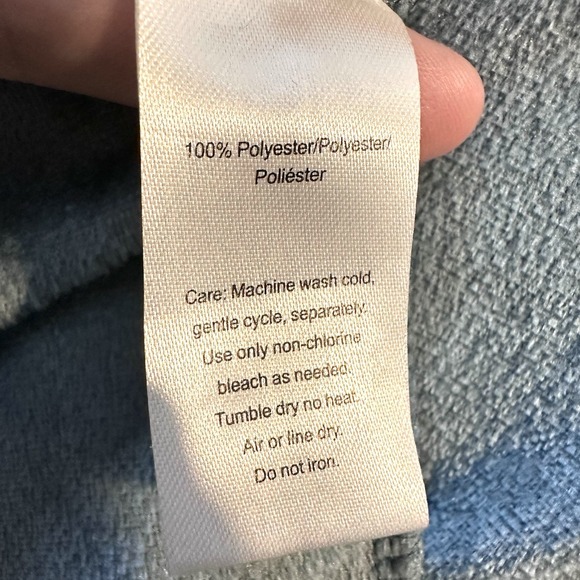 100% Polyester/Polyester/
Poliéster
Care: Machine wash cold,
gentle cycle, separately.
Use only non-chlorine
bleach as needed.
Tumble dry no heat.
Air or line dry.
Do not iron.